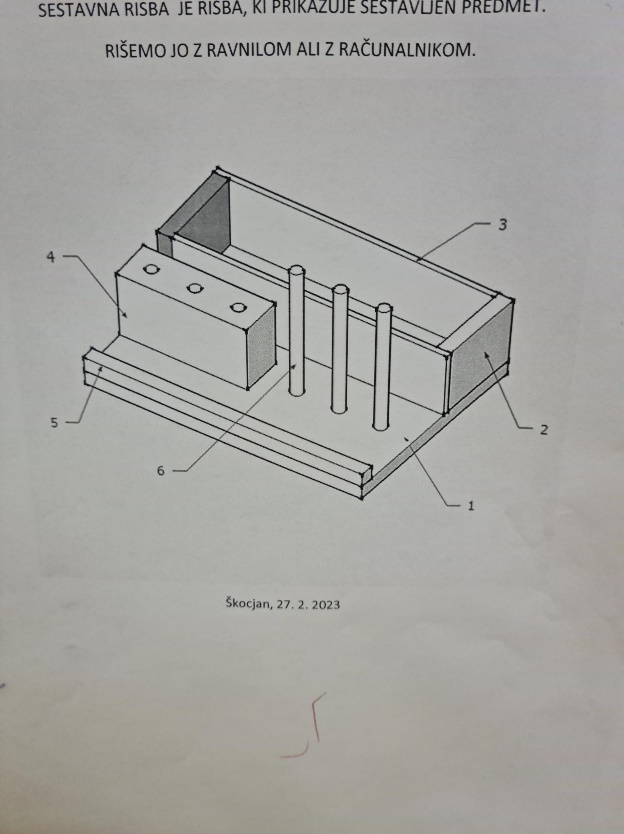 SESTAVNA RISBA JE RISBA, KI PRIKAZUJE SESTAVLJEN PREDMET.
RIŠEMO JO Z RAVNILOM ALI Z RAČUNALNIKOM.
3
4
2
5
6
1
Škocjan, 27. 2. 2023